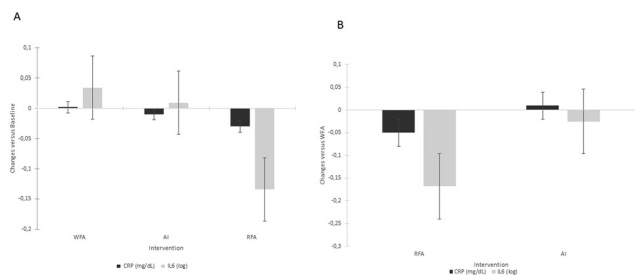 A
Changes versus Baseline
0,1
0,05
0
-0,05
-0,1
-0,15
-0,2
WFA AI RFA
Intervention
CRP (mg/dL) IL6 (log)
B
Changes versus WFA
0,1
0,05
0
-0,05
-0,1
-0,15
-0,2
-0,25
-0,3
RFA AI
Intervention
CRP (mg/dL) IL6 (log)